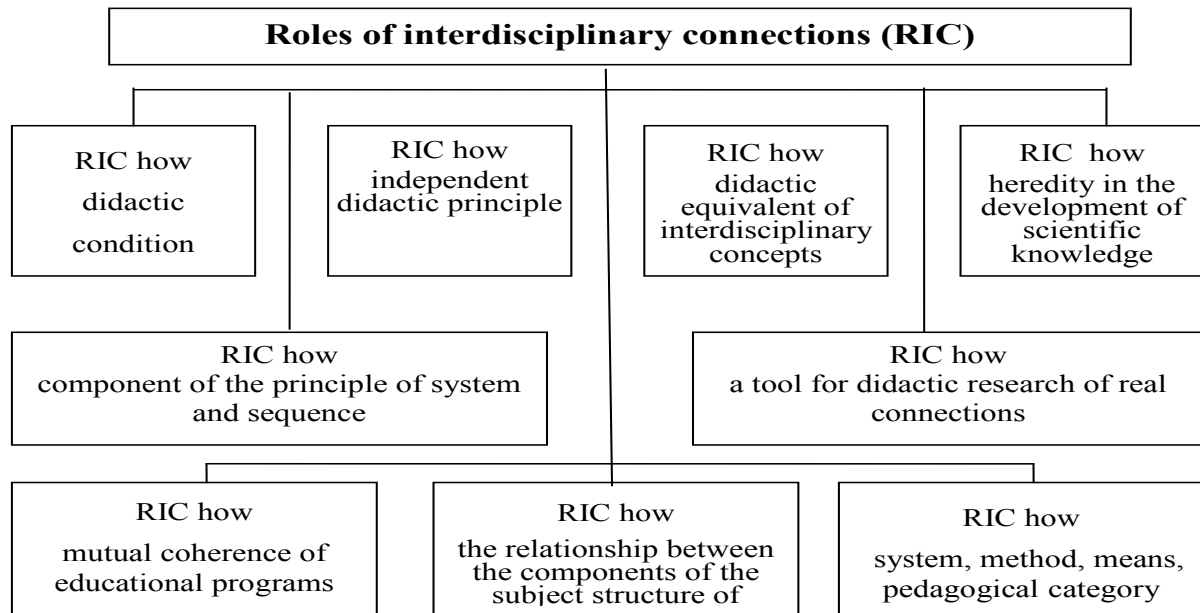 Roles of interdisciplinary connections (RIC)
RIC how
didactic
condition
RIC how
independent
didactic principle
RIC how
didactic
equivalent of
interdisciplinary
concepts
RIC how
heredity in the
development of
scientific
knowledge
RIC how
component of the principle of system
and sequence
RIC how
a tool for didactic research of real
connections
RIC how
mutual coherence of
educational programs
RIC how
the relationship between
the components of the
subject structure of
RIC how
system, method, means,
pedagogical category